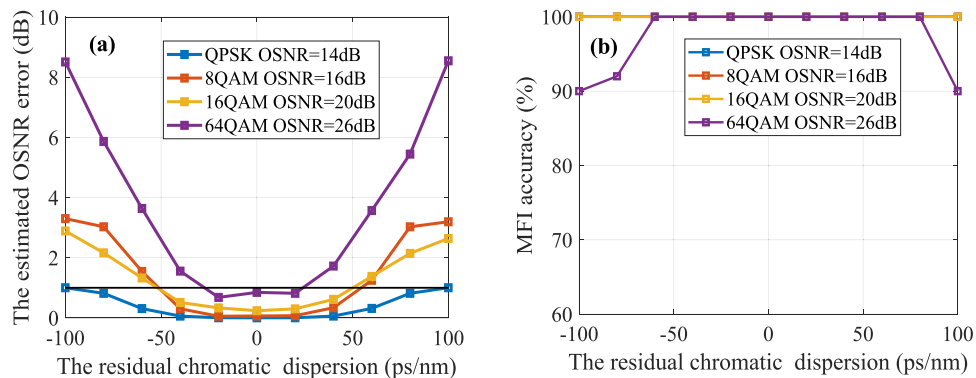 The estimated OSNR error (dB)
10
8
6
4
2
0
(a)
QPSK OSNR=14dB
8QAM OSNR=16dB
16QAM OSNR=20dB
64QAM OSNR=26dB
-100 -50 0 50 100
The residual chromatic dispersion (ps/nm)
MFI accuracy (%)
100
90
80
70
60
(b)
QPSK OSNR=14dB
8QAM OSNR=16dB
16QAM OSNR=20dB
64QAM OSNR=26dB
-100 -50 0 50 100
The residual chromatic dispersion (ps/nm)